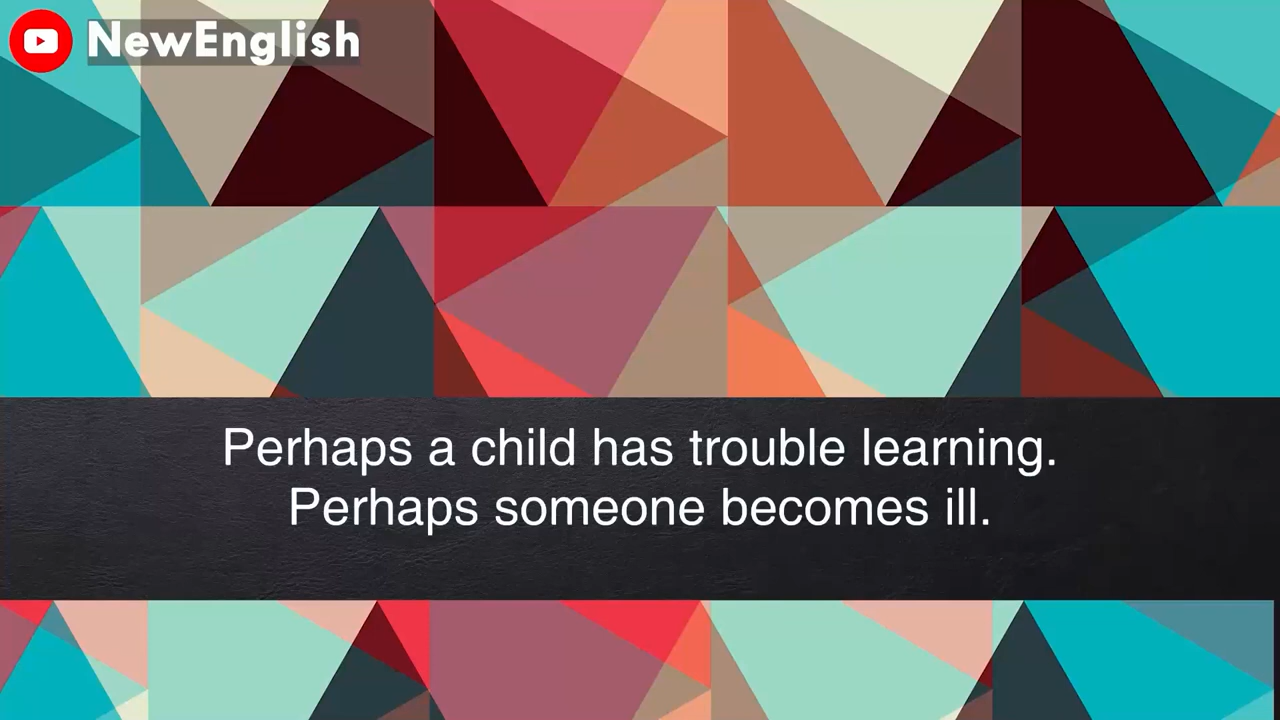 NewEnglish
Perhaps a child has trouble learning.
Perhaps someone becomes ill.